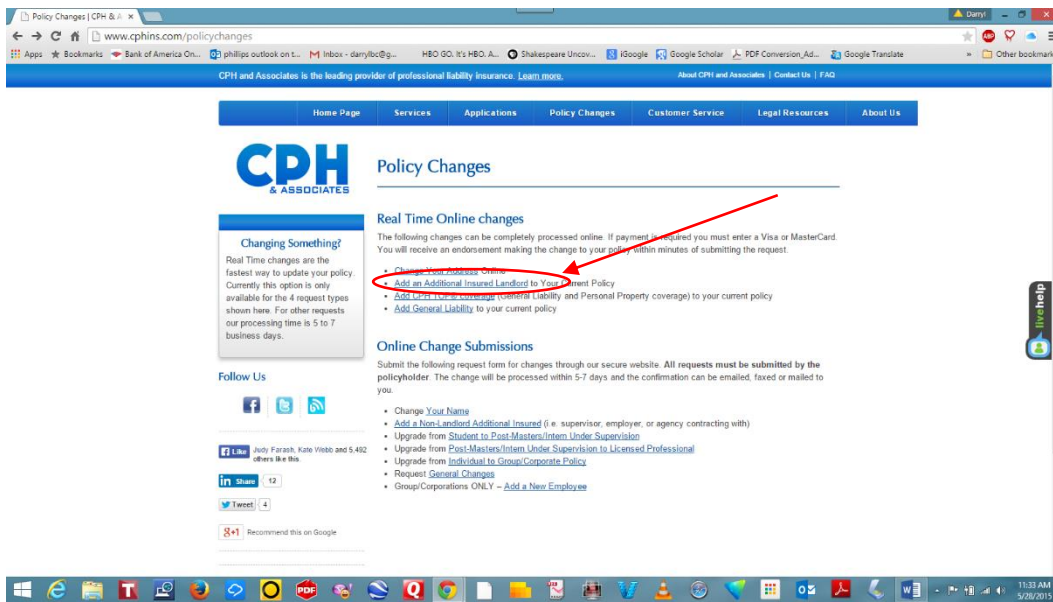 Policy Changes | CPH & A
Darryl
www.cphins.com/policychanges
Apps Bookmarks Bank of America On... phillips outlook on t... Inbox - darrylbc@g... HBO GO. It's HBO. A... Shakespeare Uncov... iGoogle Google Scholar PDF Conversion_Ad... Google Translate » Other bookmark
CPH and Associates is the leading provider of professional liability insurance. Learn more.
About CPH and Associates | Contact Us | FAQ
Home Page Services Applications Policy Changes Customer Service Legal Resources About Us
CPH
& ASSOCIATES
Policy Changes
Changing Something?
Real Time changes are the
fastest way to update your policy.
Currently this option is only
available for the 4 request types
shown here. For other requests
our processing time is 5 to 7
business days.
Follow Us
Like Judy Farash, Kate Webb and 5,492
others like this.
in Share 12
Tweet 4
g+1 Recommend this on Google
Real Time Online changes
The following changes can be completely processed online. If payment is required you must enter a Visa or MasterCard.
You will receive an endorsement making the change to your policy within minutes of submitting the request.
• Change Your Address Online
• Add an Additional Insured Landlord to Your Current Policy
• Add CPH TOP® coverage (General Liability and Personal Property coverage) to your current policy
• Add General Liability to your current policy
Online Change Submissions
Submit the following request form for changes through our secure website. All requests must be submitted by the
policyholder. The change will be processed within 5-7 days and the confirmation can be emailed, faxed or mailed to
you.
• Change Your Name
• Add a Non-Landlord Additional Insured (i.e. supervisor, employer, or agency contracting with)
• Upgrade from Student to Post-Masters/Intern Under Supervision
• Upgrade from Post-Masters/Intern Under Supervision to Licensed Professional
• Upgrade from Individual to Group/Corporate Policy
• Request General Changes
• Group/Corporations ONLY – Add a New Employee
livehelp
11:33 AM
5/28/2015